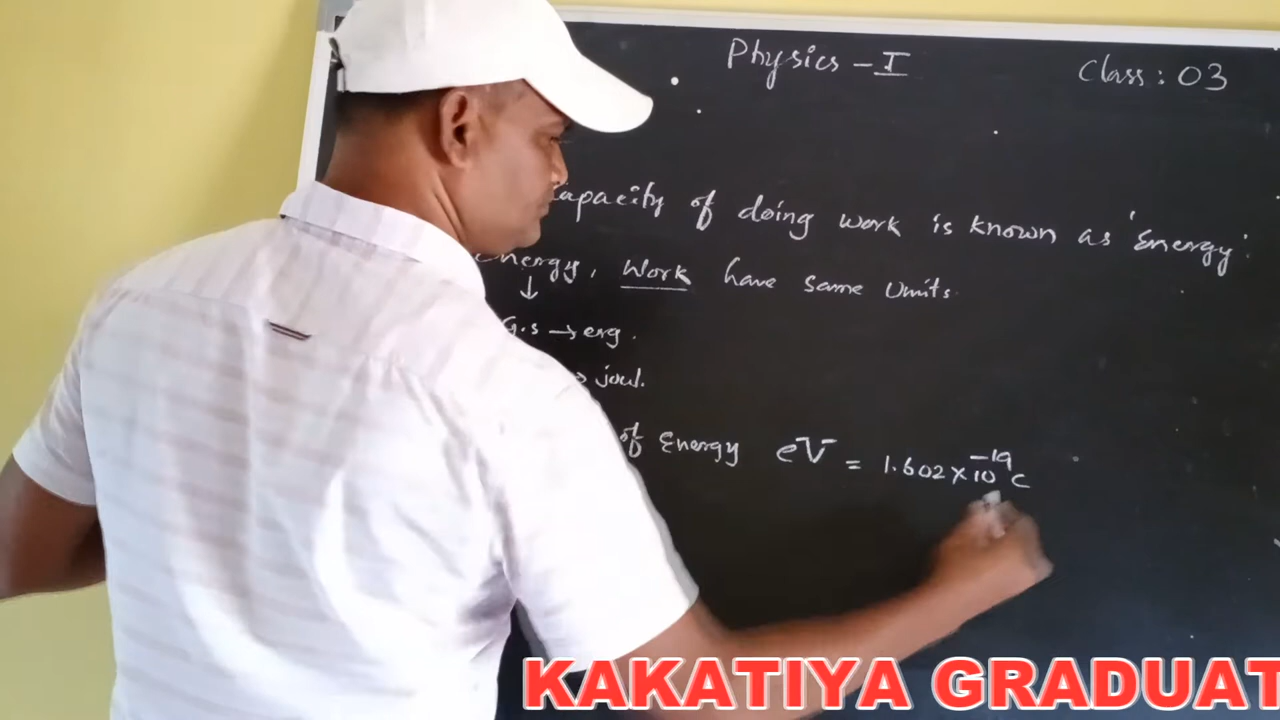 Physics - I
Class : 03
Capacity of doing work is known as 'Energy'.
Energy, Work have same Units.
↓
G.s → erg.
→ joul.
of Energy eV = 1.602 × 10⁻¹⁹ C
KAKATIYA GRADUAT